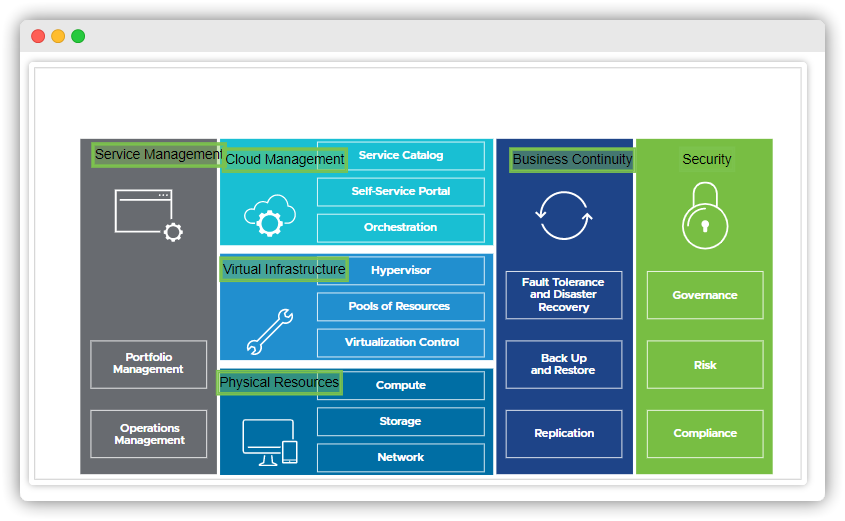 Service Management
Portfolio
Management
Operations
Management
Cloud Management
Service Catalog
Self-Service Portal
Orchestration
Virtual Infrastructure
Hypervisor
Pools of Resources
Virtualization Control
Physical Resources
Compute
Storage
Network
Business Continuity
Fault Tolerance
and Disaster
Recovery
Back Up
and Restore
Replication
Security
Governance
Risk
Compliance